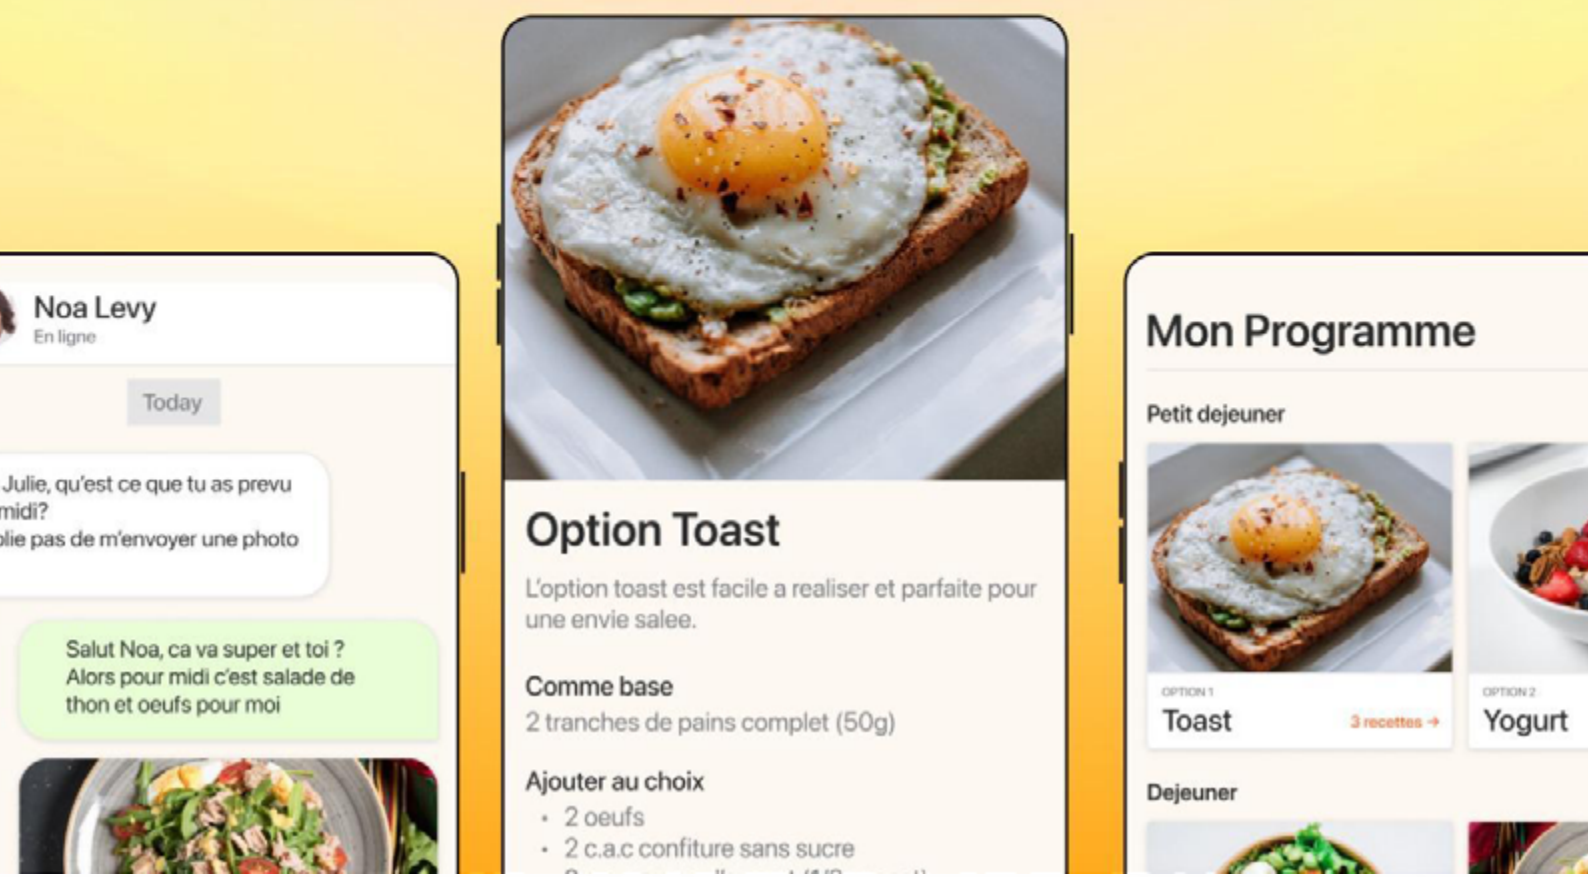 Noa Levy
En ligne
Today
Julie, qu'est ce que tu as prevu
midi?
pas de m'envoyer une photo
Salut Noa, ca va super et toi ?
Alors pour midi c'est salade de
thon et oeufs pour moi
Option Toast
L'option toast est facile a realiser et parfaite pour
une envie salee.
Comme base
2 tranches de pains complet (50g)
Ajouter au choix
• 2 oeufs
• 2 c.a.c confiture sans sucre
Mon Programme
Petit dejeuner
OPTION 1
Toast
3 recettes →
OPTION 2
Yogurt
Dejeuner